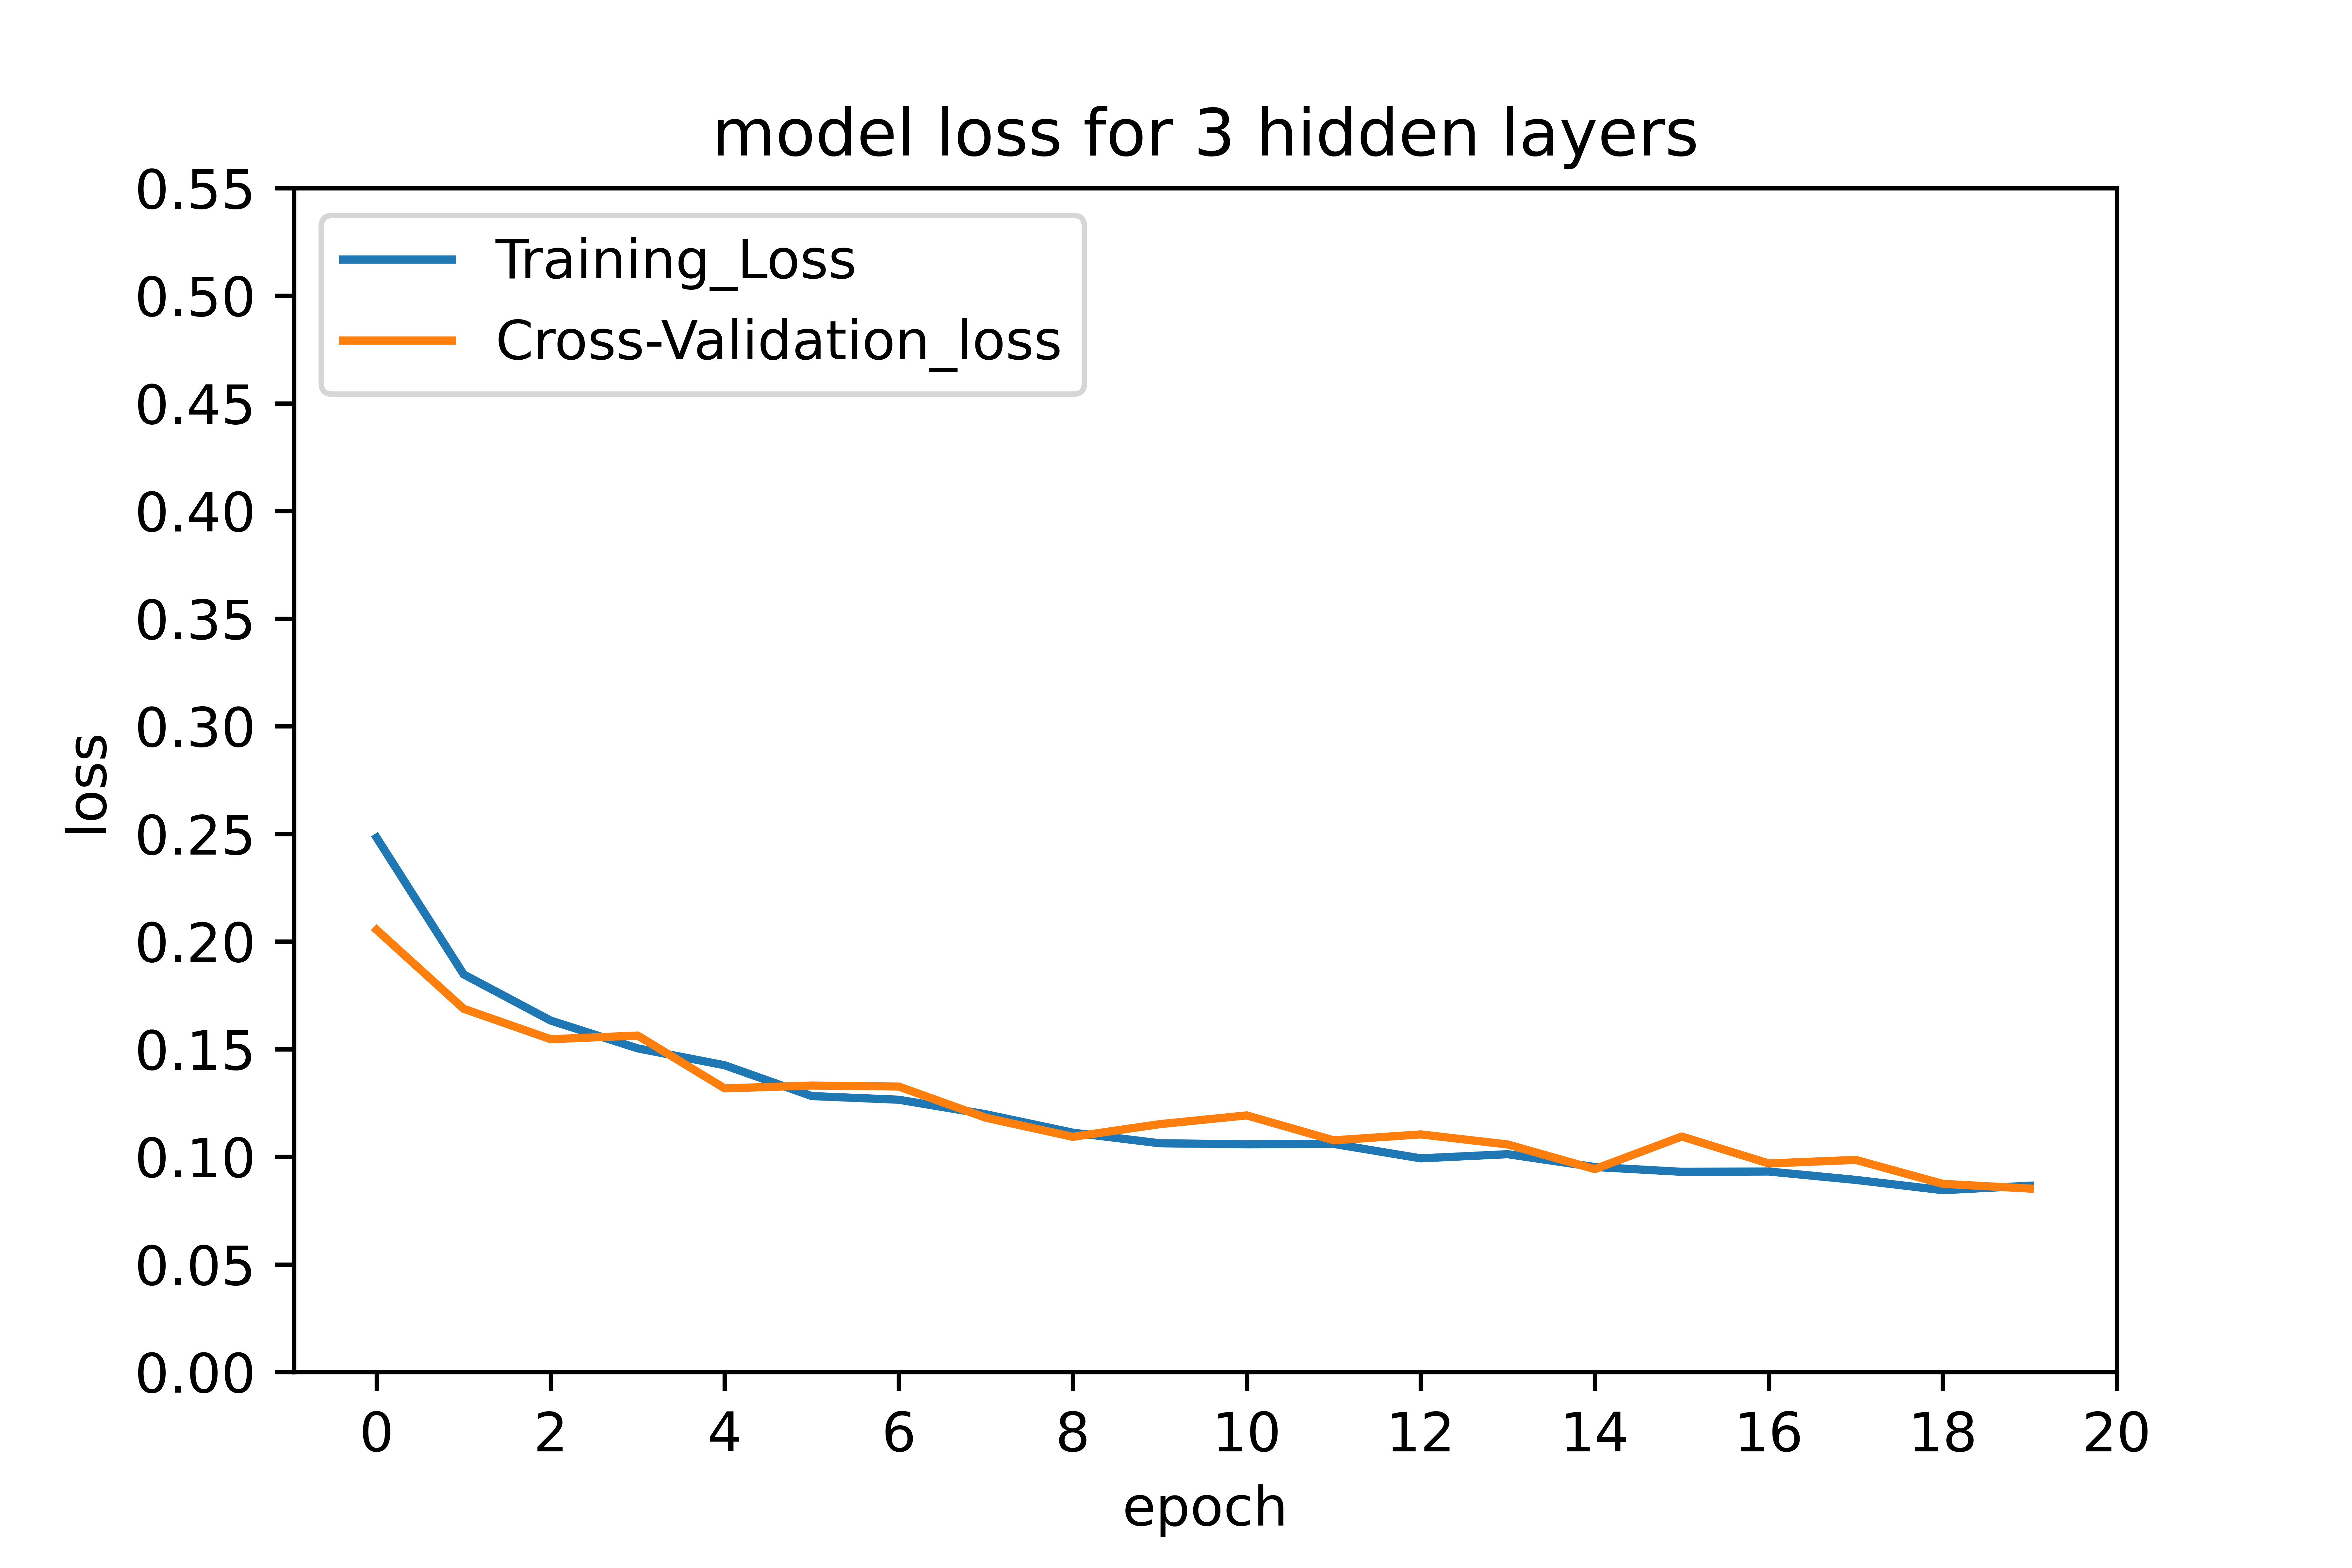 model loss for 3 hidden layers
0.55
0.50
0.45
0.40
0.35
0.30
0.25
0.20
0.15
0.10
0.05
0.00
loss
Training_Loss
Cross-Validation_loss
0 2 4 6 8 10 12 14 16 18 20
epoch